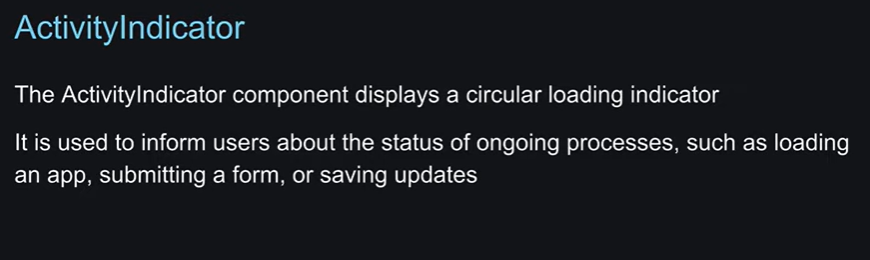 ActivityIndicator
The ActivityIndicator component displays a circular loading indicator
It is used to inform users about the status of ongoing processes, such as loading
an app, submitting a form, or saving updates